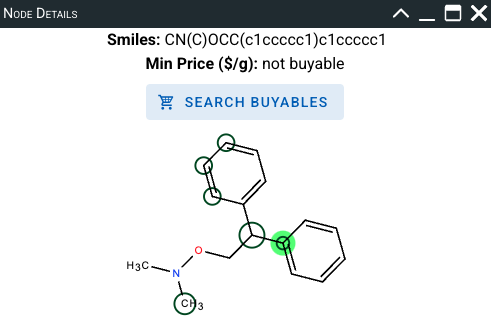 Node Details
Smiles: CN(C)OCC(c1ccccc1)c1ccccc1
Min Price ($/g): not buyable
SEARCH BUYABLES
O
H₃C
N
CH₃